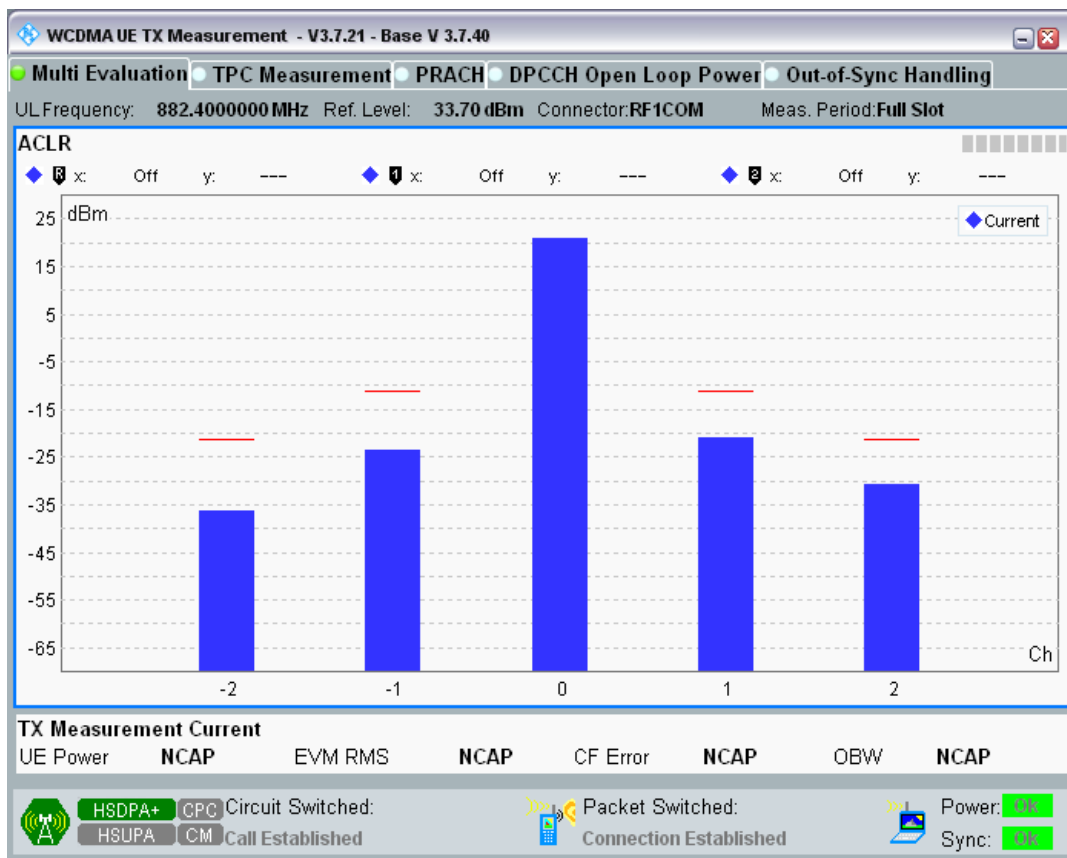 WCDMA UE TX Measurement - V3.7.21 - Base V 3.7.40
Multi Evaluation TPC Measurement PRACH DPCCH Open Loop Power Out-of-Sync Handling
UL Frequency: 882.4000000 MHz Ref. Level: 33.70 dBm Connector:RF1COM Meas. Period:Full Slot
ACLR
R x: Off y: --- 1 x: Off y: --- 2 x: Off y: ---
dBm
Current
25
15
5
-5
-15
-25
-35
-45
-55
-65
Ch
-2 -1 0 1 2
TX Measurement Current
UE Power NCAP EVM RMS NCAP CF Error NCAP OBW NCAP
HSDPA+ CPC Circuit Switched: Packet Switched: Power: Ok
HSUPA CM Call Established Connection Established Sync: Ok